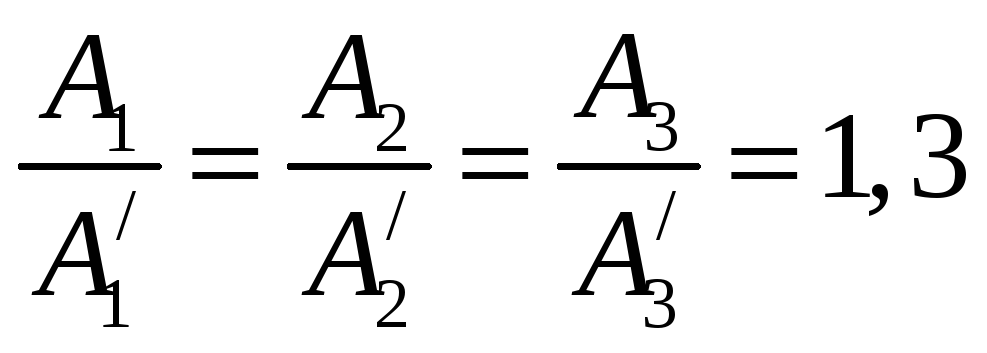 A₁/A₁^/ = A₂/A₂^/ = A₃/A₃^/ = 1,3